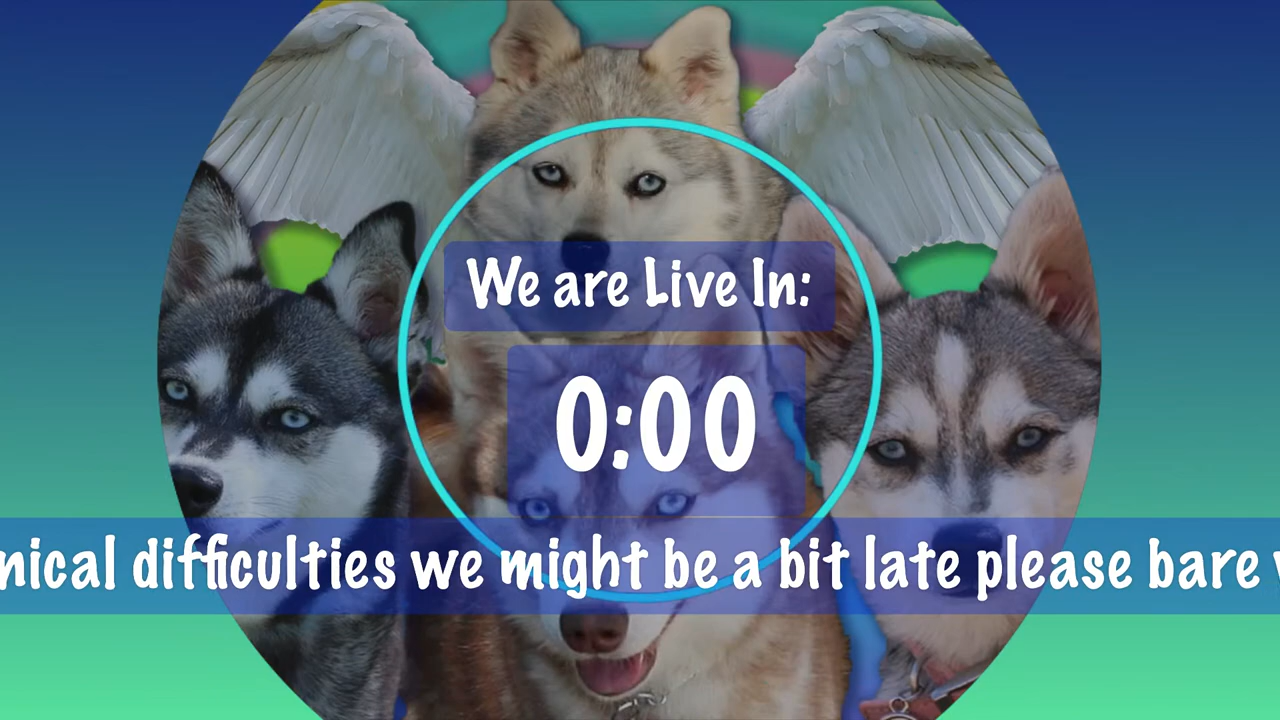 We are Live In:
0:00
nical difficulties we might be a bit late please bare